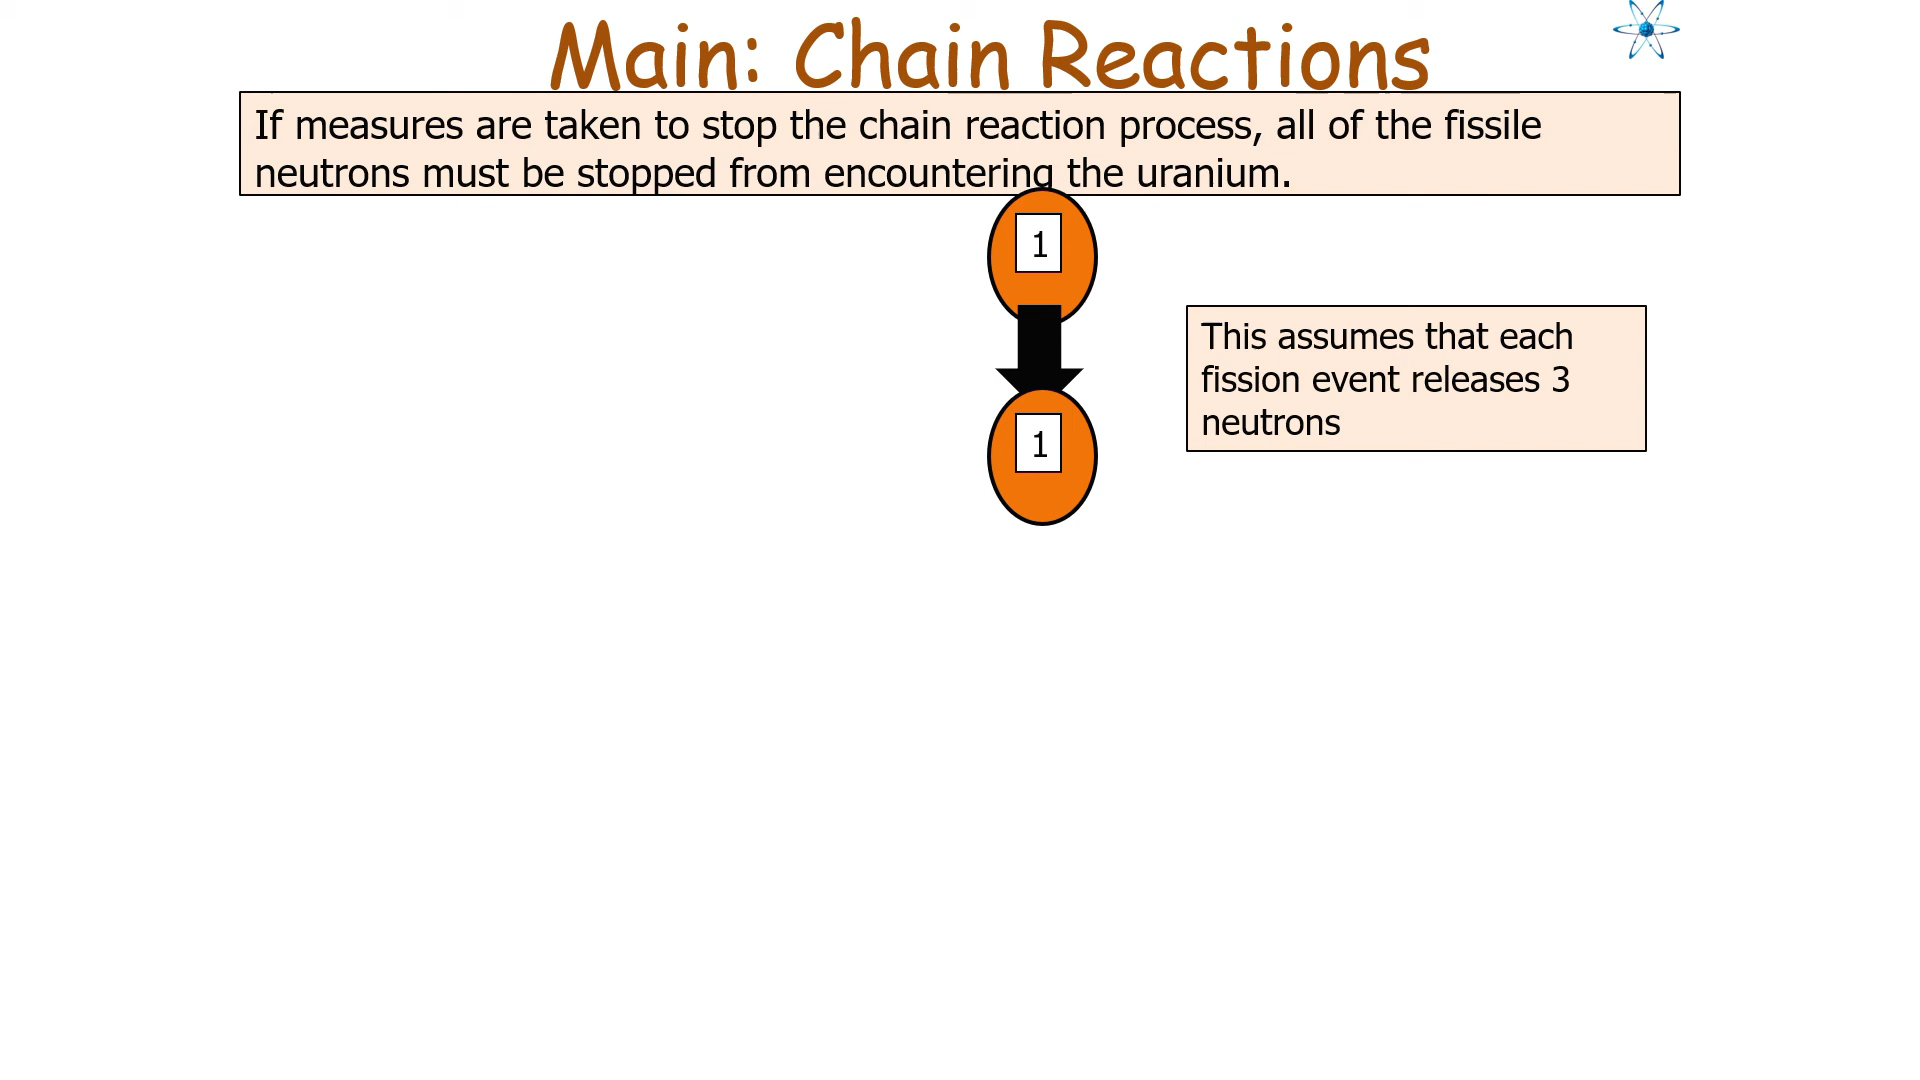 Main: Chain Reactions
If measures are taken to stop the chain reaction process, all of the fissile
neutrons must be stopped from encountering the uranium.
1
This assumes that each
fission event releases 3
neutrons
1